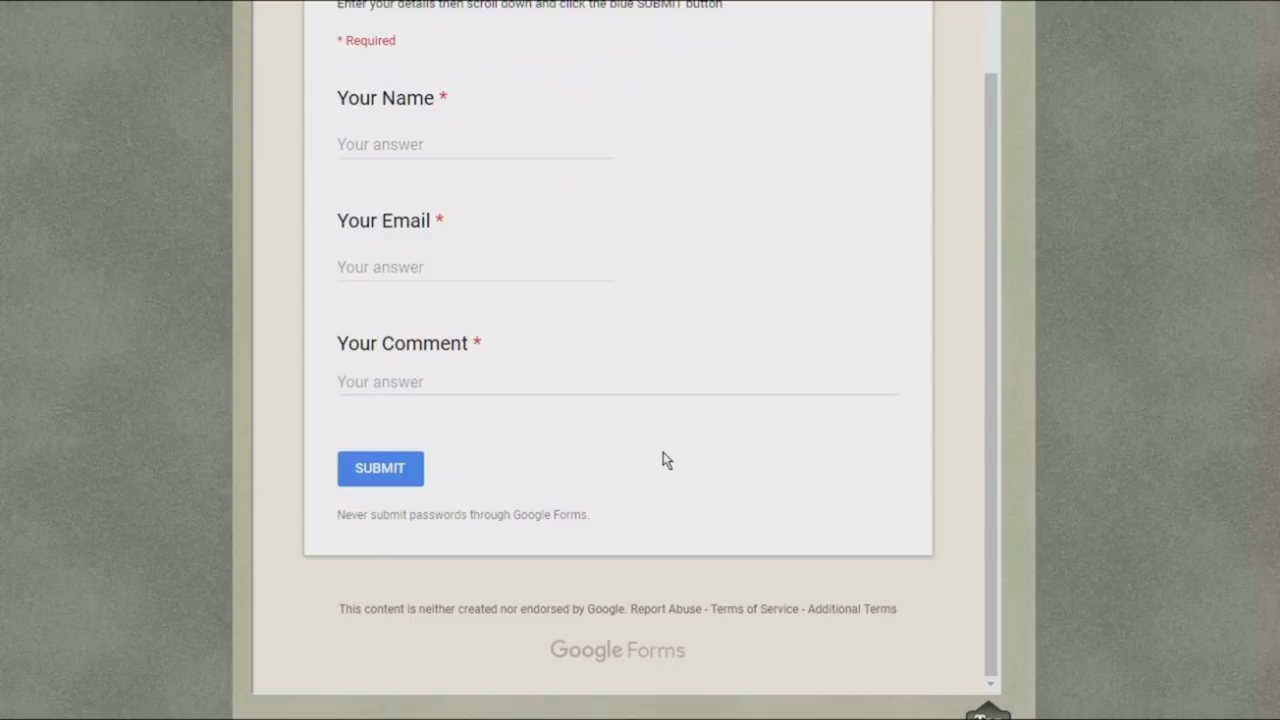 Enter your details then scroll down and click the blue SUBMIT button
* Required
Your Name *
Your answer
Your Email *
Your answer
Your Comment *
Your answer
SUBMIT
Never submit passwords through Google Forms.
This content is neither created nor endorsed by Google. Report Abuse - Terms of Service - Additional Terms
Google Forms